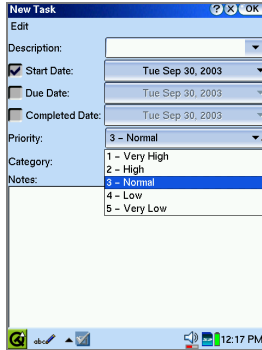 New Task ? X OK
Edit
Description:
Start Date: Tue Sep 30, 2003
Due Date: Tue Sep 30, 2003
Completed Date: Tue Sep 30, 2003
Priority: 3 – Normal
1 – Very High
2 – High
3 – Normal
4 – Low
5 – Very Low
Category:
Notes:
abc 12:17 PM